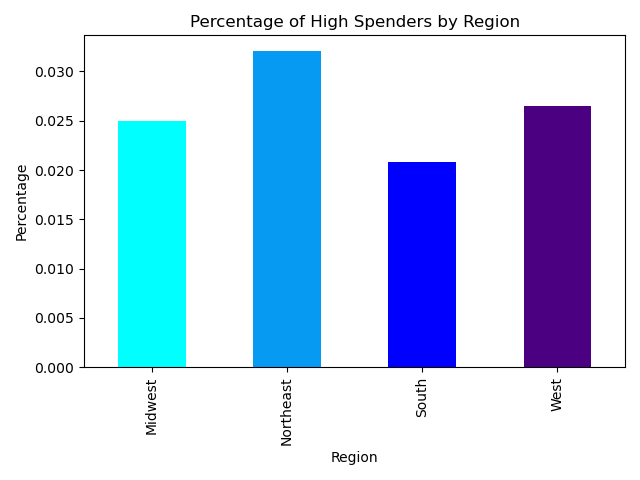 Percentage of High Spenders by Region
Percentage
0.030
0.025
0.020
0.015
0.010
0.005
0.000
Midwest
Northeast
South
West
Region